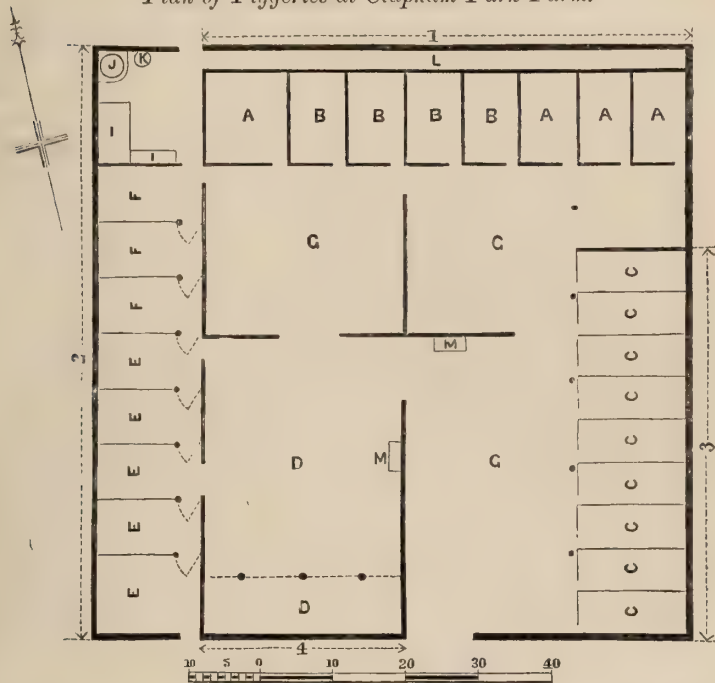 Plan of Piggeries at Clapham Park Farm.
1
J K
L
A B B B B A A A
I
I
F
F
F
E
E
E
E
E
2
G
G
M
M
D
G
D
C
C
C
C
C
C
C
C
C
3
4
10 5 0 10 20 30 40